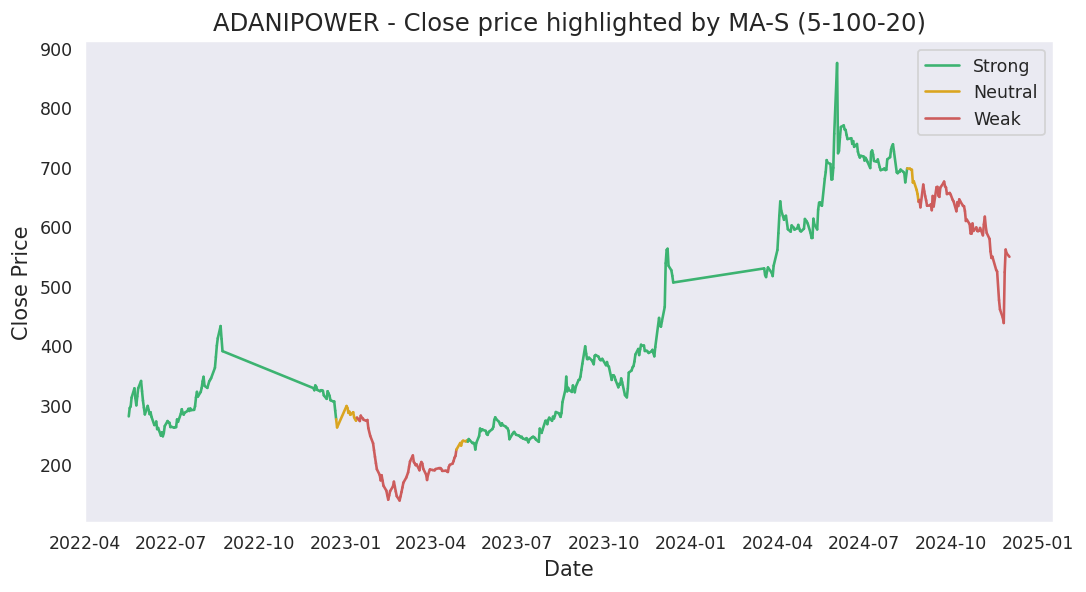 ADANIPOWER - Close price highlighted by MA-S (5-100-20)
Strong
Neutral
Weak
Close Price
900
800
700
600
500
400
300
200
2022-04 2022-07 2022-10 2023-01 2023-04 2023-07 2023-10 2024-01 2024-04 2024-07 2024-10 2025-01
Date